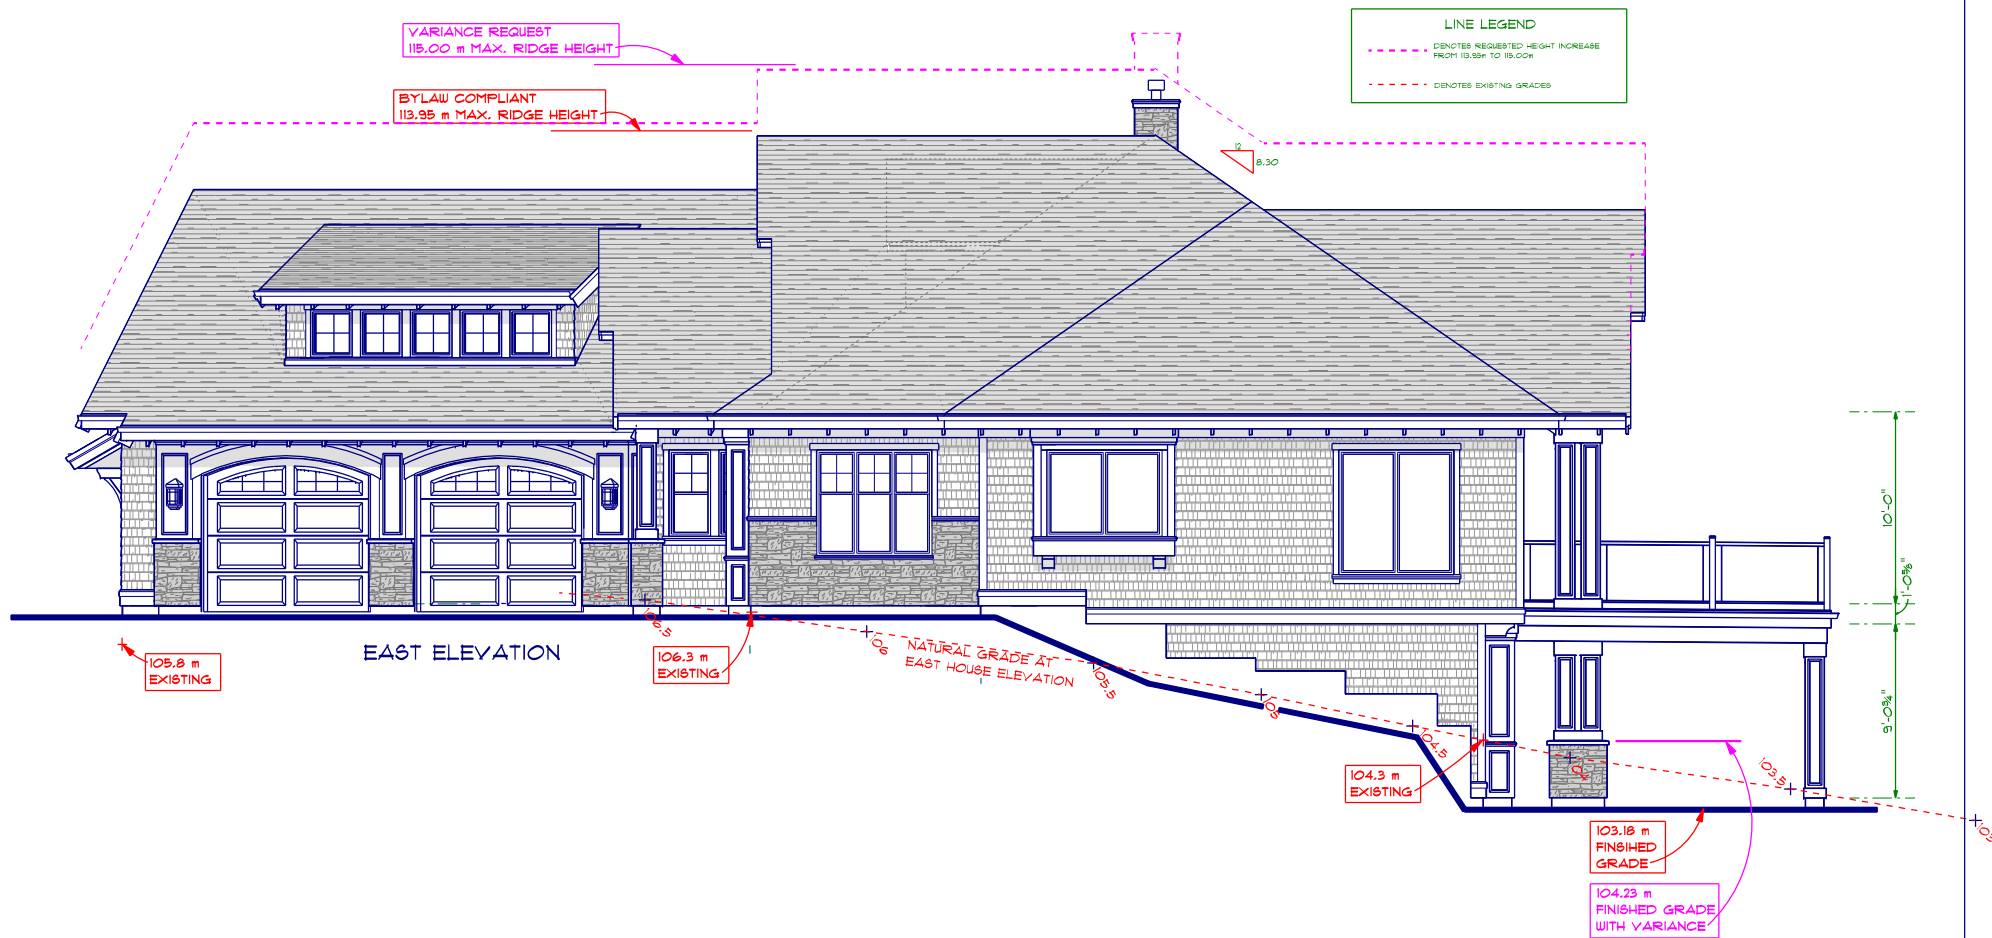 VARIANCE REQUEST
115.00 m MAX. RIDGE HEIGHT
BYLAW COMPLIANT
113.95 m MAX. RIDGE HEIGHT
LINE LEGEND
DENOTES REQUESTED HEIGHT INCREASE
FROM 113.95m TO 115.00m
DENOTES EXISTING GRADES
12
8.30
10'-0"
1'-0⅝"
9'-0¾"
EAST ELEVATION
105.8 m
EXISTING
106.5
106.3 m
EXISTING
106
NATURAL GRADE AT
EAST HOUSE ELEVATION
105.5
105
104.5
104.3 m
EXISTING
104
103.5
103
103.18 m
FINSIHED
GRADE
104.23 m
FINISHED GRADE
WITH VARIANCE